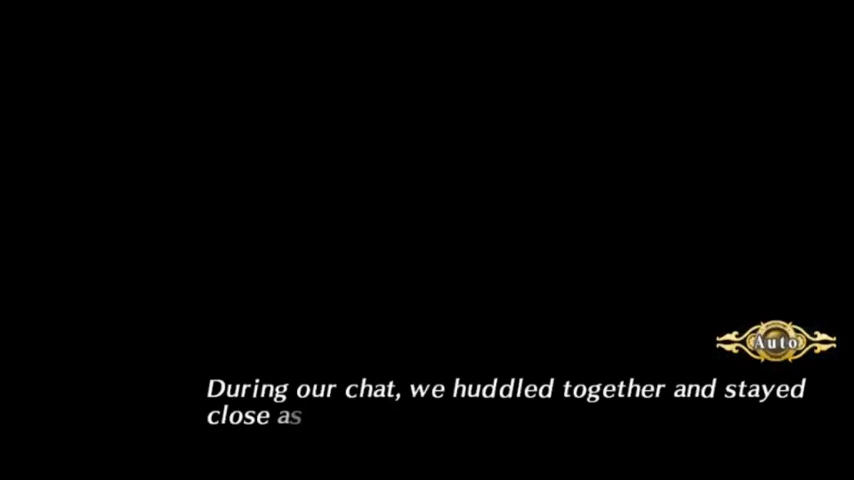 Auto
During our chat, we huddled together and stayed
close as